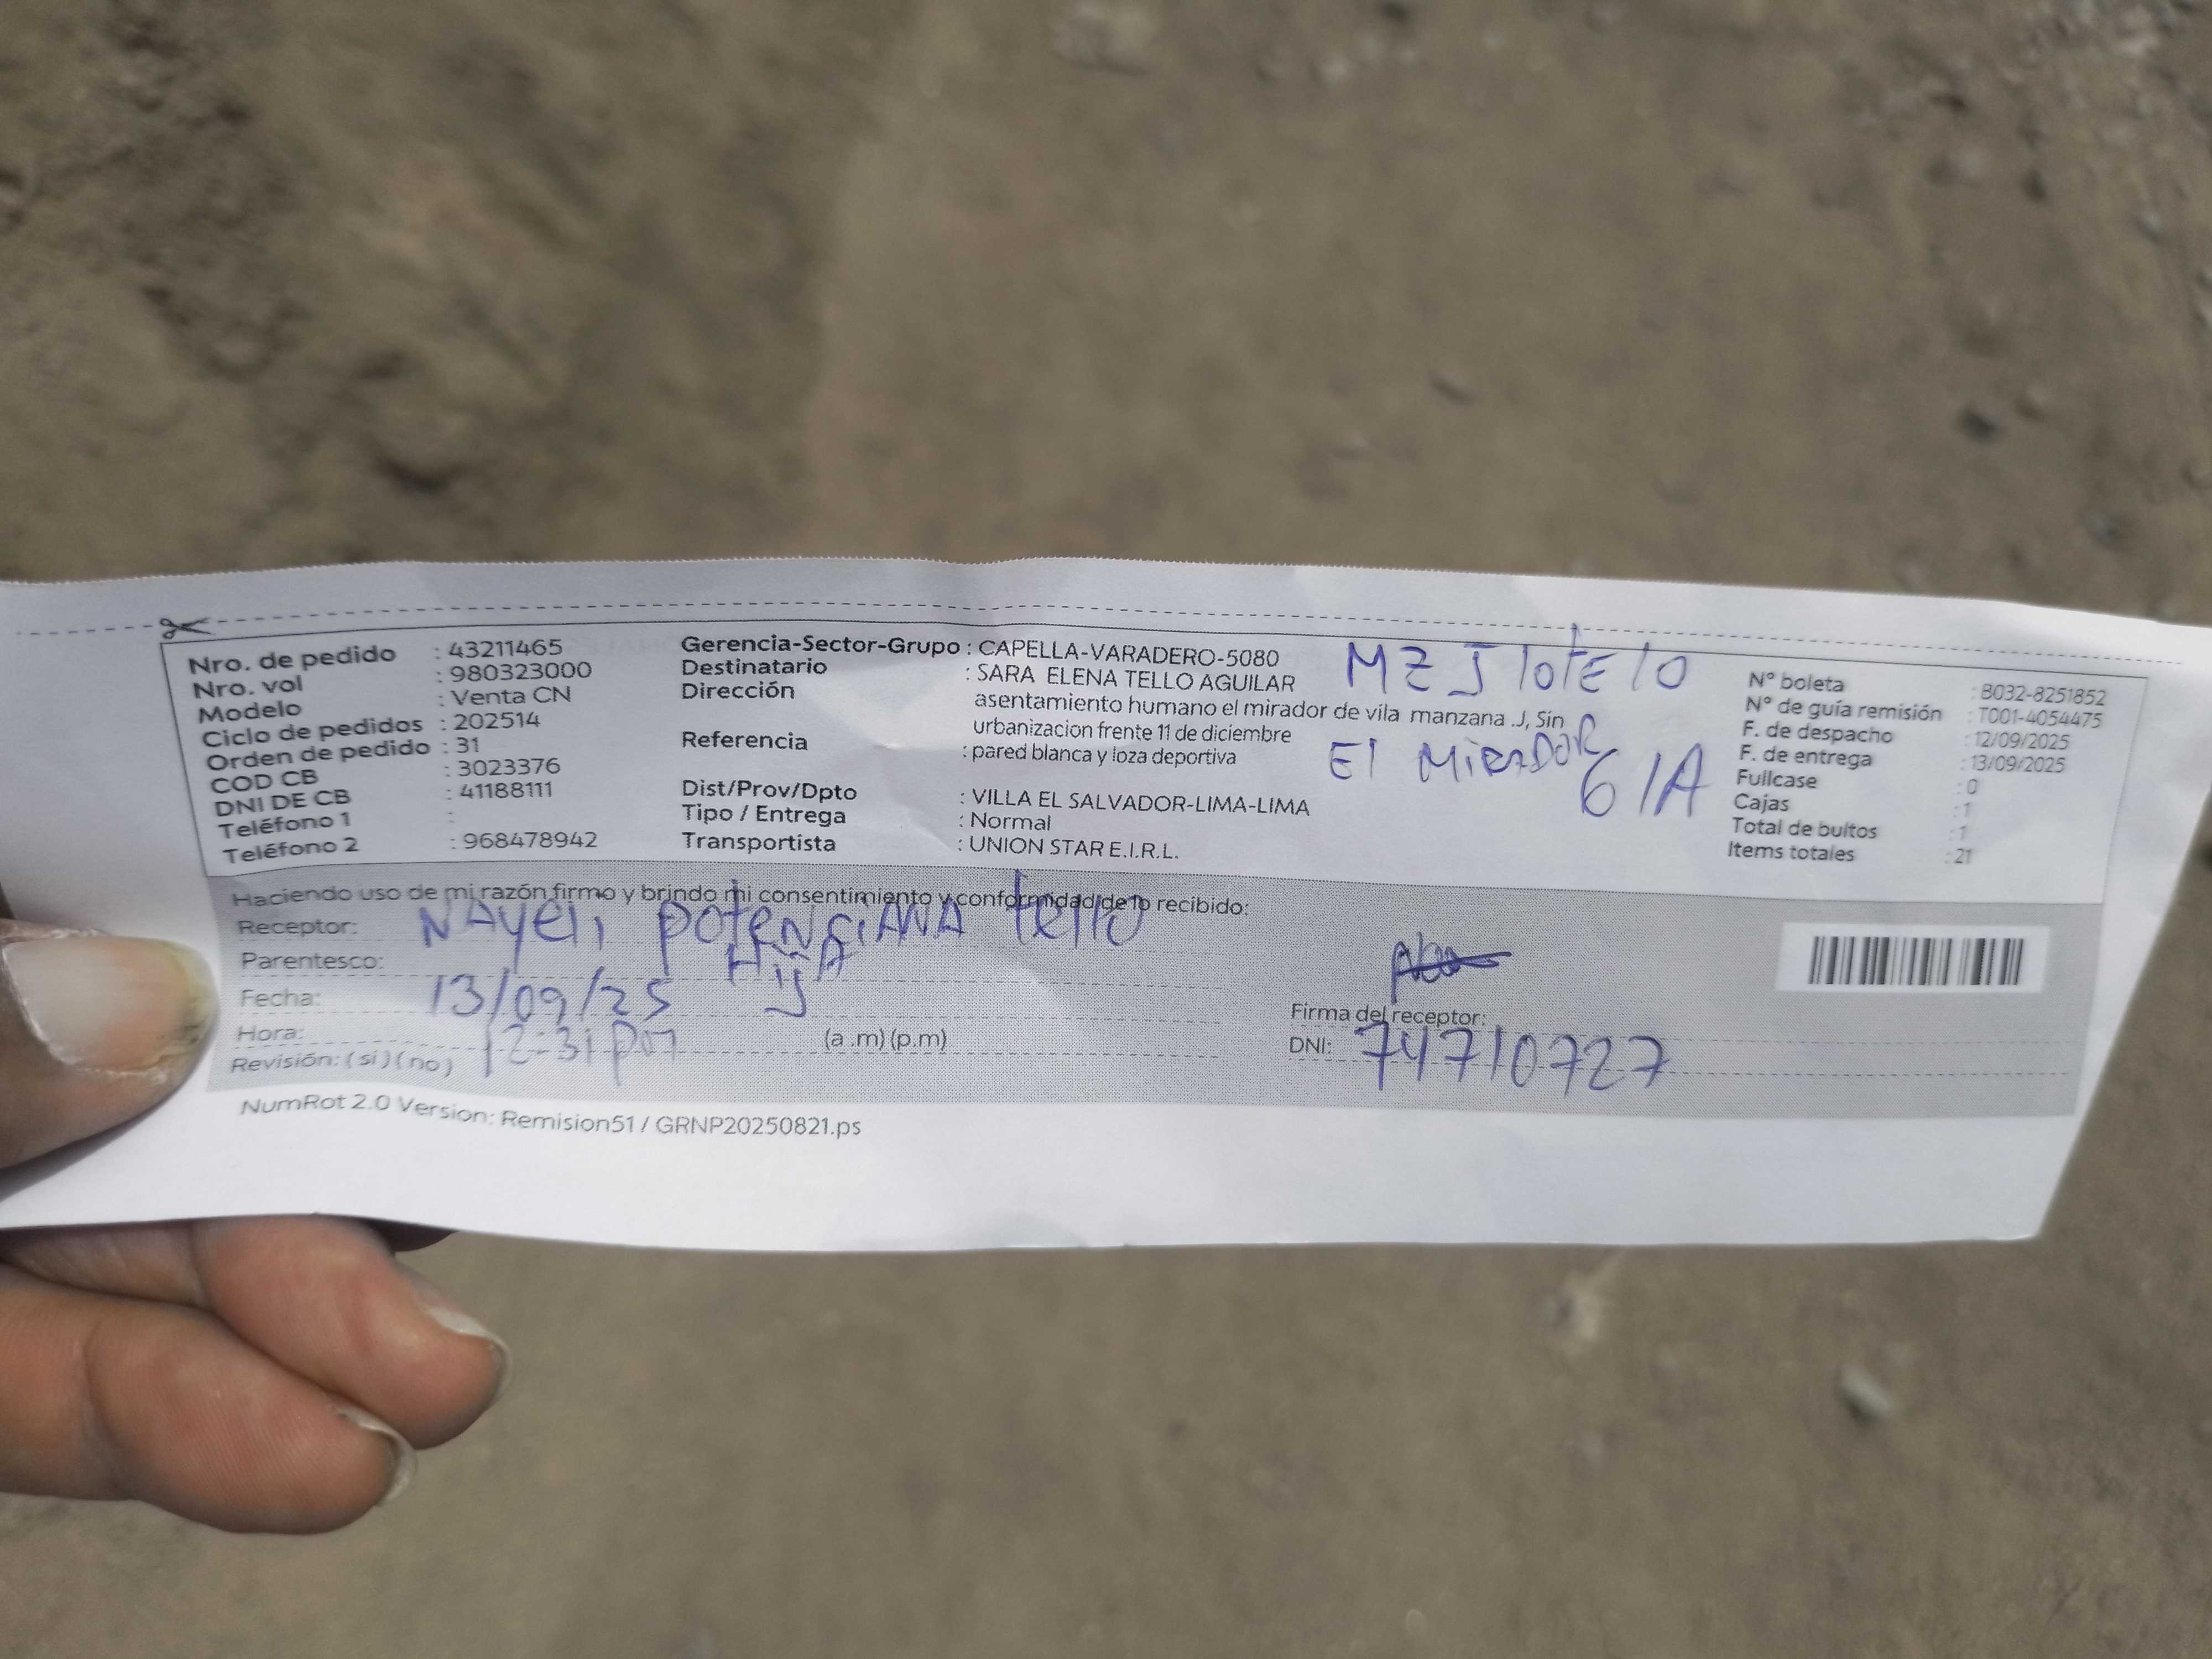 Nro. de pedido : 43211465
Nro. vol : 980323000
Modelo : Venta CN
Ciclo de pedidos : 202514
Orden de pedido : 31
COD CB : 3023376
DNI DE CB : 41188111
Teléfono 1 :
Teléfono 2 : 968478942
Gerencia-Sector-Grupo : CAPELLA-VARADERO-5080
Destinatario : SARA ELENA TELLO AGUILAR
Dirección asentamiento humano el mirador de vila manzana .J, Sin
urbanizacion frente 11 de diciembre
Referencia : pared blanca y loza deportiva
Dist/Prov/Dpto : VILLA EL SALVADOR-LIMA-LIMA
Tipo / Entrega : Normal
Transportista : UNION STAR E.I.R.L.
MZ J lotE 10
El MiRADOR
6 1A
N° boleta : B032-8251852
N° de guía remisión : T001-4054475
F. de despacho : 12/09/2025
F. de entrega : 13/09/2025
Fullcase : 0
Cajas : 1
Total de bultos : 1
Items totales : 21
Haciendo uso de mi razón, firmo y brindo mi consentimiento y conformidad de lo recibido:
Receptor: NAyeli potENciANA tello
Parentesco: HijA
Fecha: 13/09/25
Hora: 12:31 pm (a .m) (p.m)
Revisión: ( si ) ( no )
Firma del receptor:
DNI: 74710727
NumRot 2.0 Version: Remision51 / GRNP20250821.ps